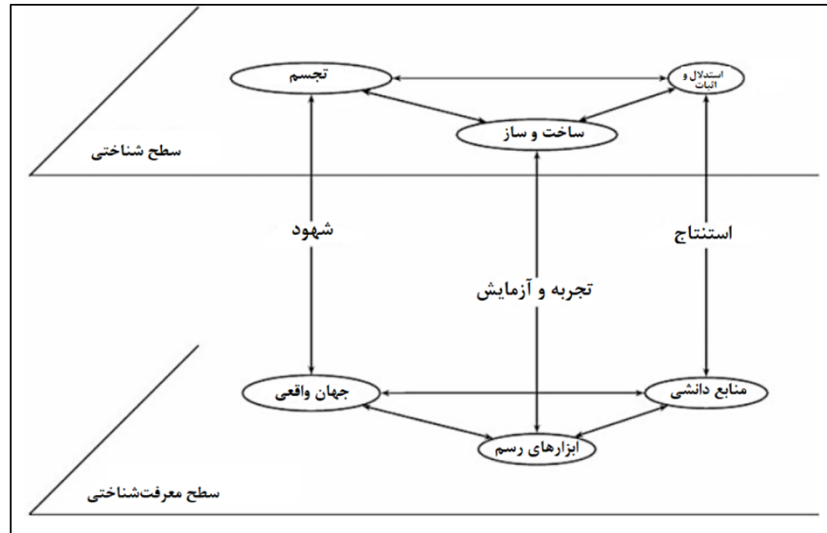 تجسم
استدلال و
اثبات
ساخت و ساز
سطح شناختی
شهود
استنتاج
تجربه و آزمایش
جهان واقعی
منابع دانشی
ابزارهای رسم
سطح معرفت‌شناختی